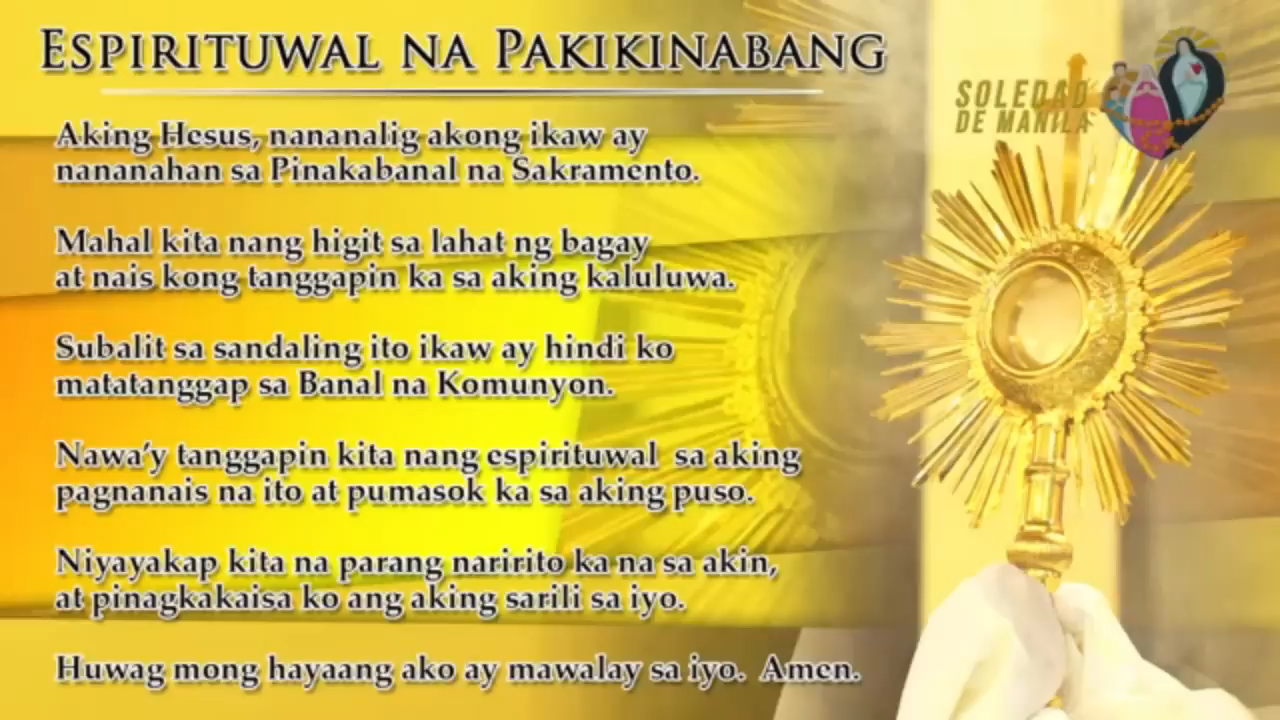 ESPIRITUWAL NA PAKIKINABANG
SOLEDAD
DE MANILA
Aking Hesus, nananalig akong ikaw ay
nananahan sa Pinakabanal na Sakramento.
Mahal kita nang higit sa lahat ng bagay
at nais kong tanggapin ka sa aking kaluluwa.
Subalit sa sandaling ito ikaw ay hindi ko
matatanggap sa Banal na Komunyon.
Nawa'y tanggapin kita nang espirituwal sa aking
pagnanais na ito at pumasok ka sa aking puso.
Niyayakap kita na parang naririto ka na sa akin,
at pinagkakaisa ko ang aking sarili sa iyo.
Huwag mong hayaang ako ay mawalay sa iyo. Amen.